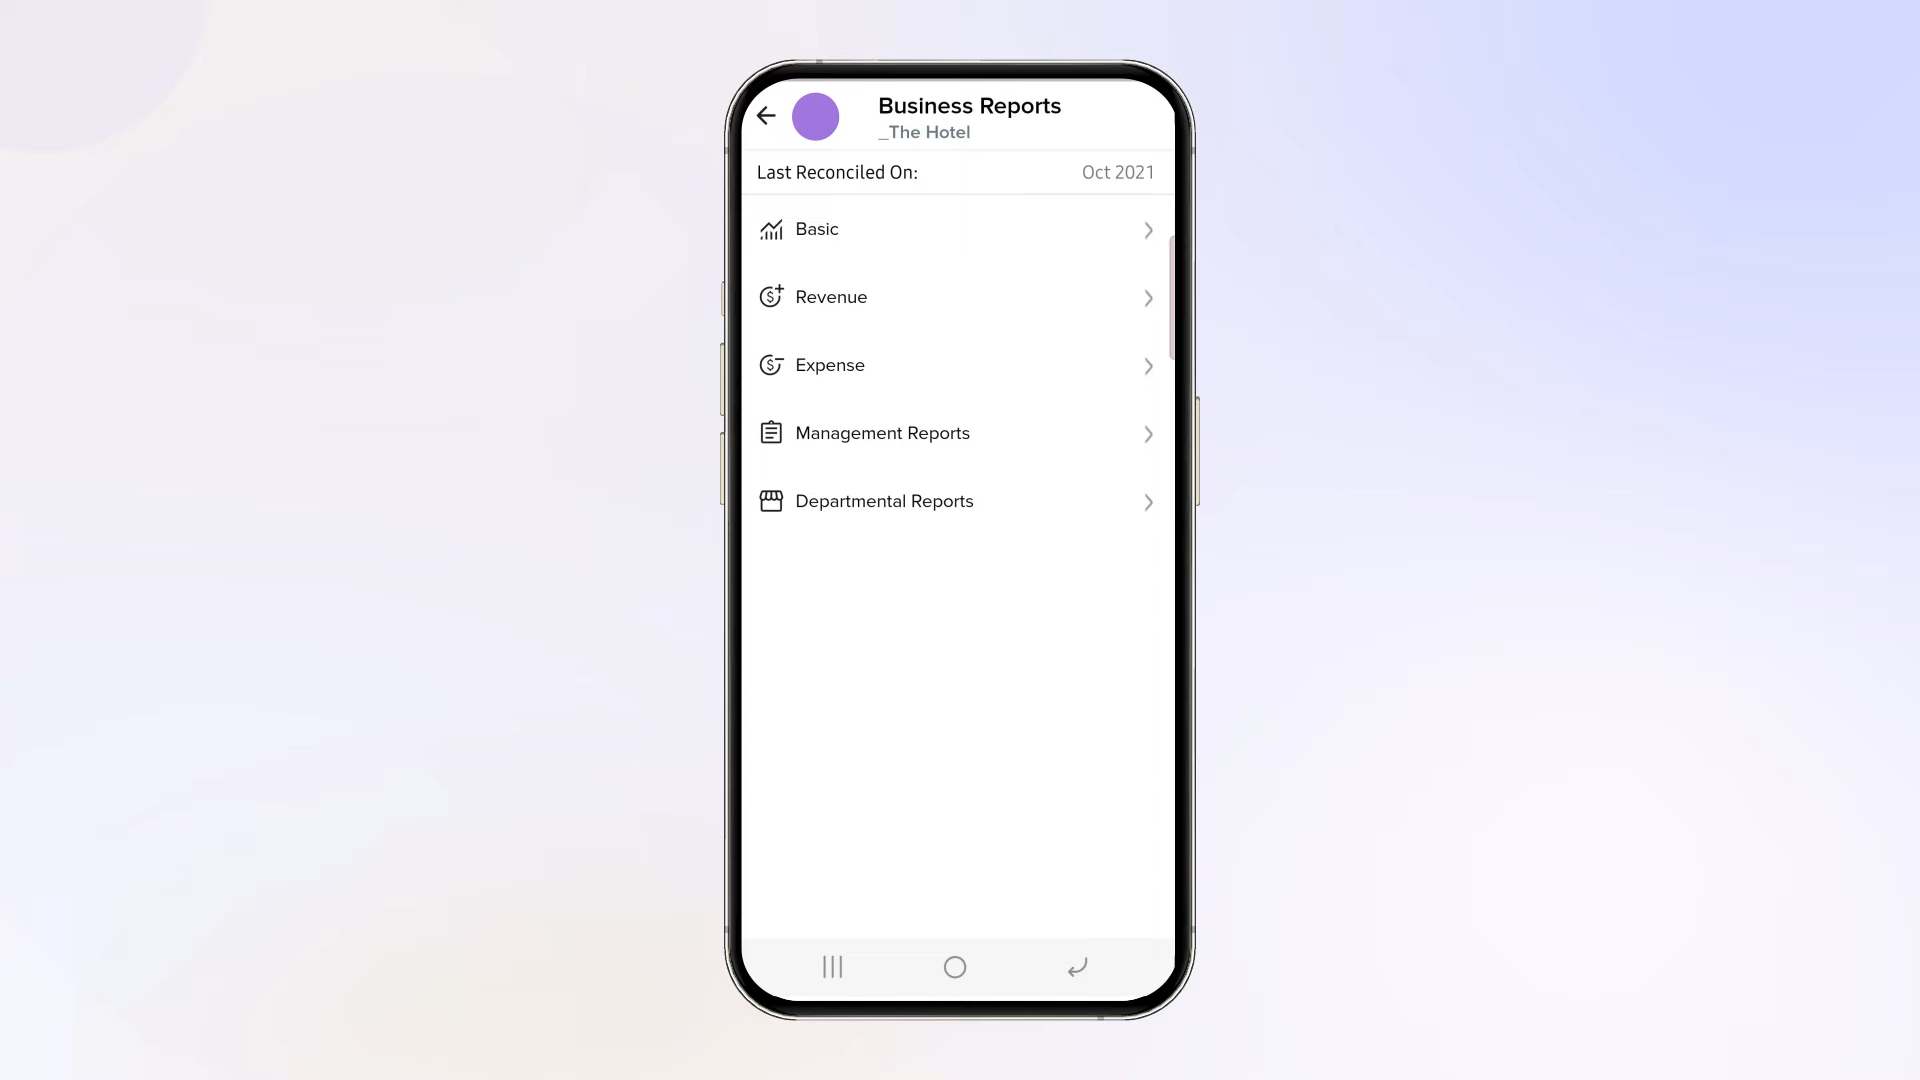 Business Reports
_The Hotel
Last Reconciled On: Oct 2021
Basic
Revenue
Expense
Management Reports
Departmental Reports